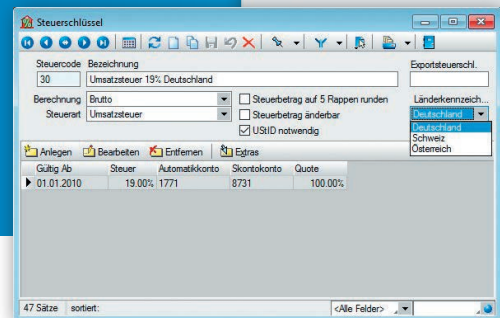 Steuerschlüssel
Steuercode Bezeichnung Exportsteuerschl.
30 Umsatzsteuer 19% Deutschland
Berechnung Brutto Steuerbetrag auf 5 Rappen runden Länderkennzeich...
Steuerart Umsatzsteuer Steuerbetrag änderbar Deutschland
UStID notwendig Deutschland
Schweiz
Österreich
Anlegen Bearbeiten Entfernen Extras
Gültig Ab Steuer Automatikkonto Skontokonto Quote
01.01.2010 19.00% 1771 8731 100.00%
47 Sätze sortiert: <Alle Felder>